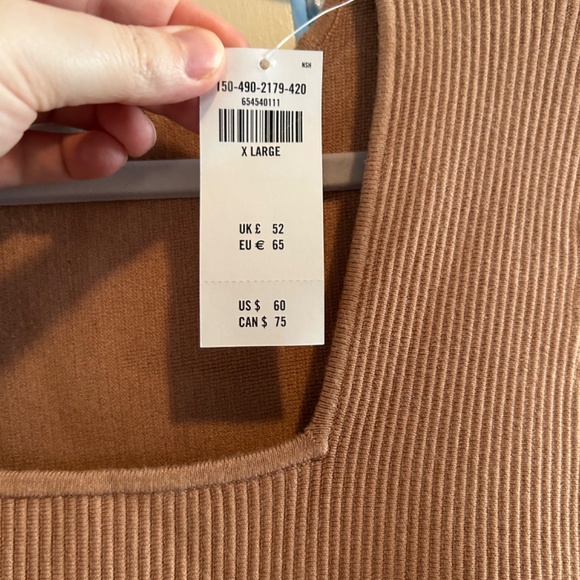 NSH
150-490-2179-420
654540111
X LARGE
UK £ 52
EU € 65
US $ 60
CAN $ 75